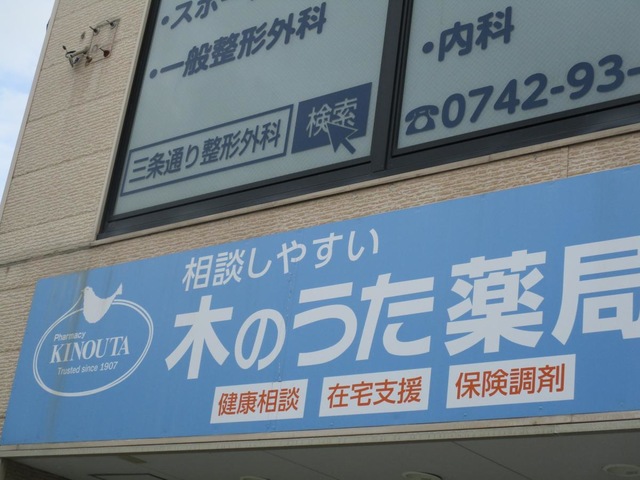 ・スポー
・一般整形外科
三条通り整形外科 検索
・内科
☎0742-93-
相談しやすい
木のうた薬局
Pharmacy
KINOUTA
Trusted since 1907
健康相談 在宅支援 保険調剤